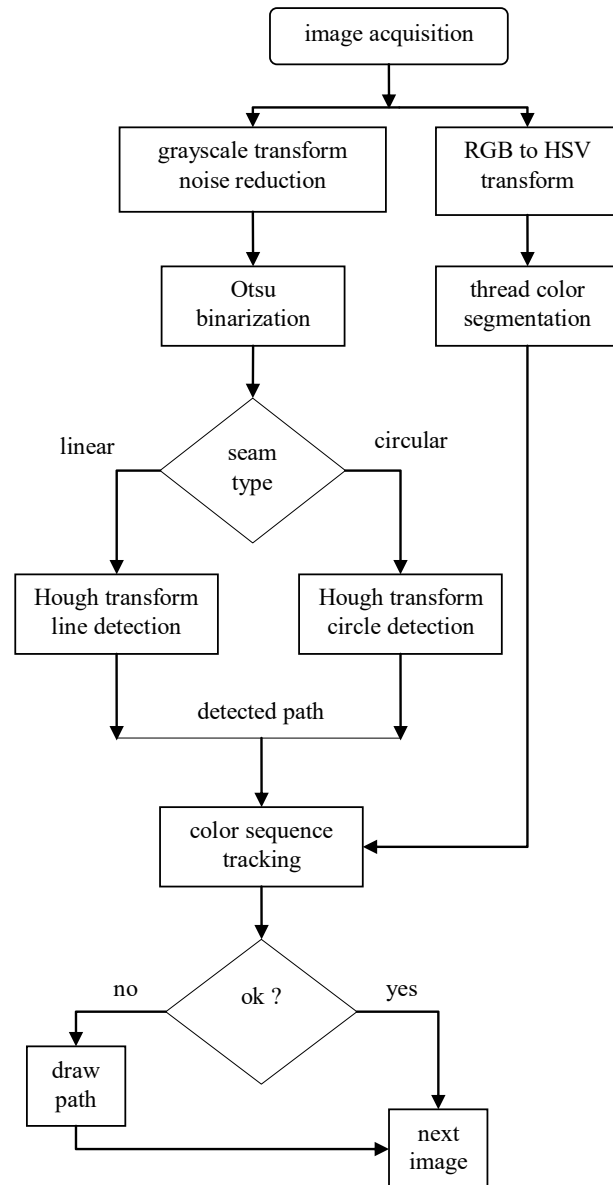 image acquisition
grayscale transform
noise reduction
RGB to HSV
transform
Otsu
binarization
thread color
segmentation
linear
seam
type
circular
Hough transform
line detection
Hough transform
circle detection
detected path
color sequence
tracking
no
ok ?
yes
draw
path
next
image